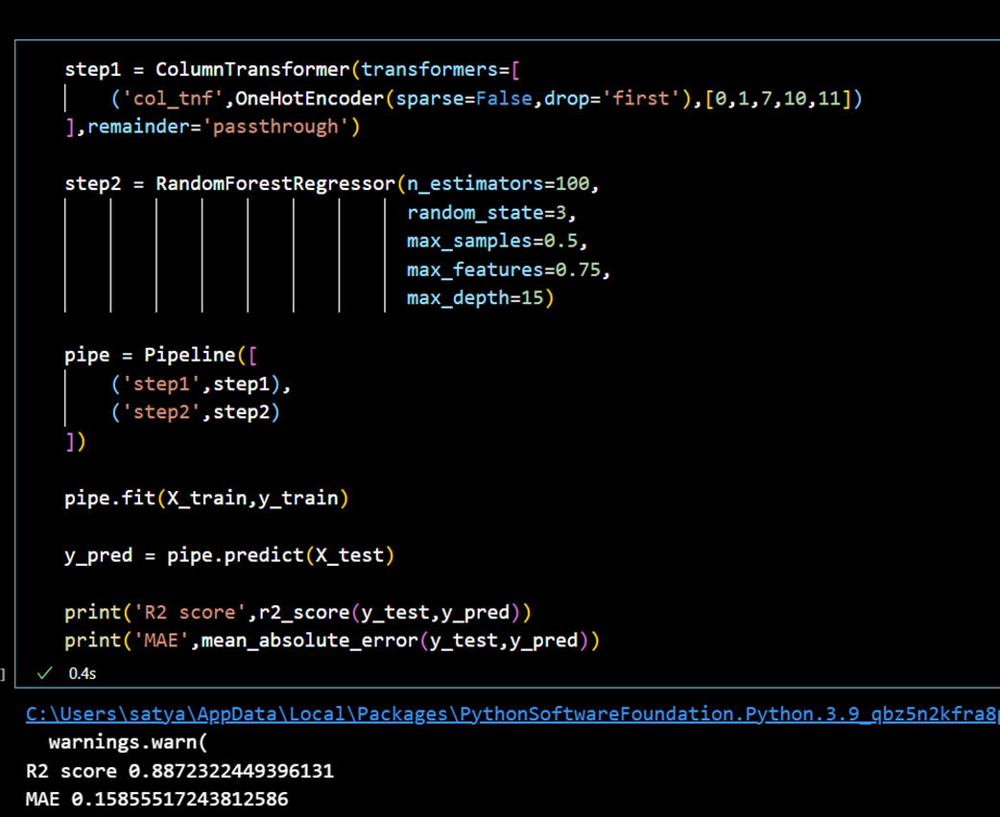 step1 = ColumnTransformer(transformers=[
    ('col_tnf',OneHotEncoder(sparse=False,drop='first'),[0,1,7,10,11])
],remainder='passthrough')
step2 = RandomForestRegressor(n_estimators=100,
                              random_state=3,
                              max_samples=0.5,
                              max_features=0.75,
                              max_depth=15)
pipe = Pipeline([
    ('step1',step1),
    ('step2',step2)
])
pipe.fit(X_train,y_train)
y_pred = pipe.predict(X_test)
print('R2 score',r2_score(y_test,y_pred))
print('MAE',mean_absolute_error(y_test,y_pred))
] ✓ 0.4s
C:\Users\satya\AppData\Local\Packages\PythonSoftwareFoundation.Python.3.9_qbz5n2kfra8p
  warnings.warn(
R2 score 0.8872322449396131
MAE 0.15855517243812586